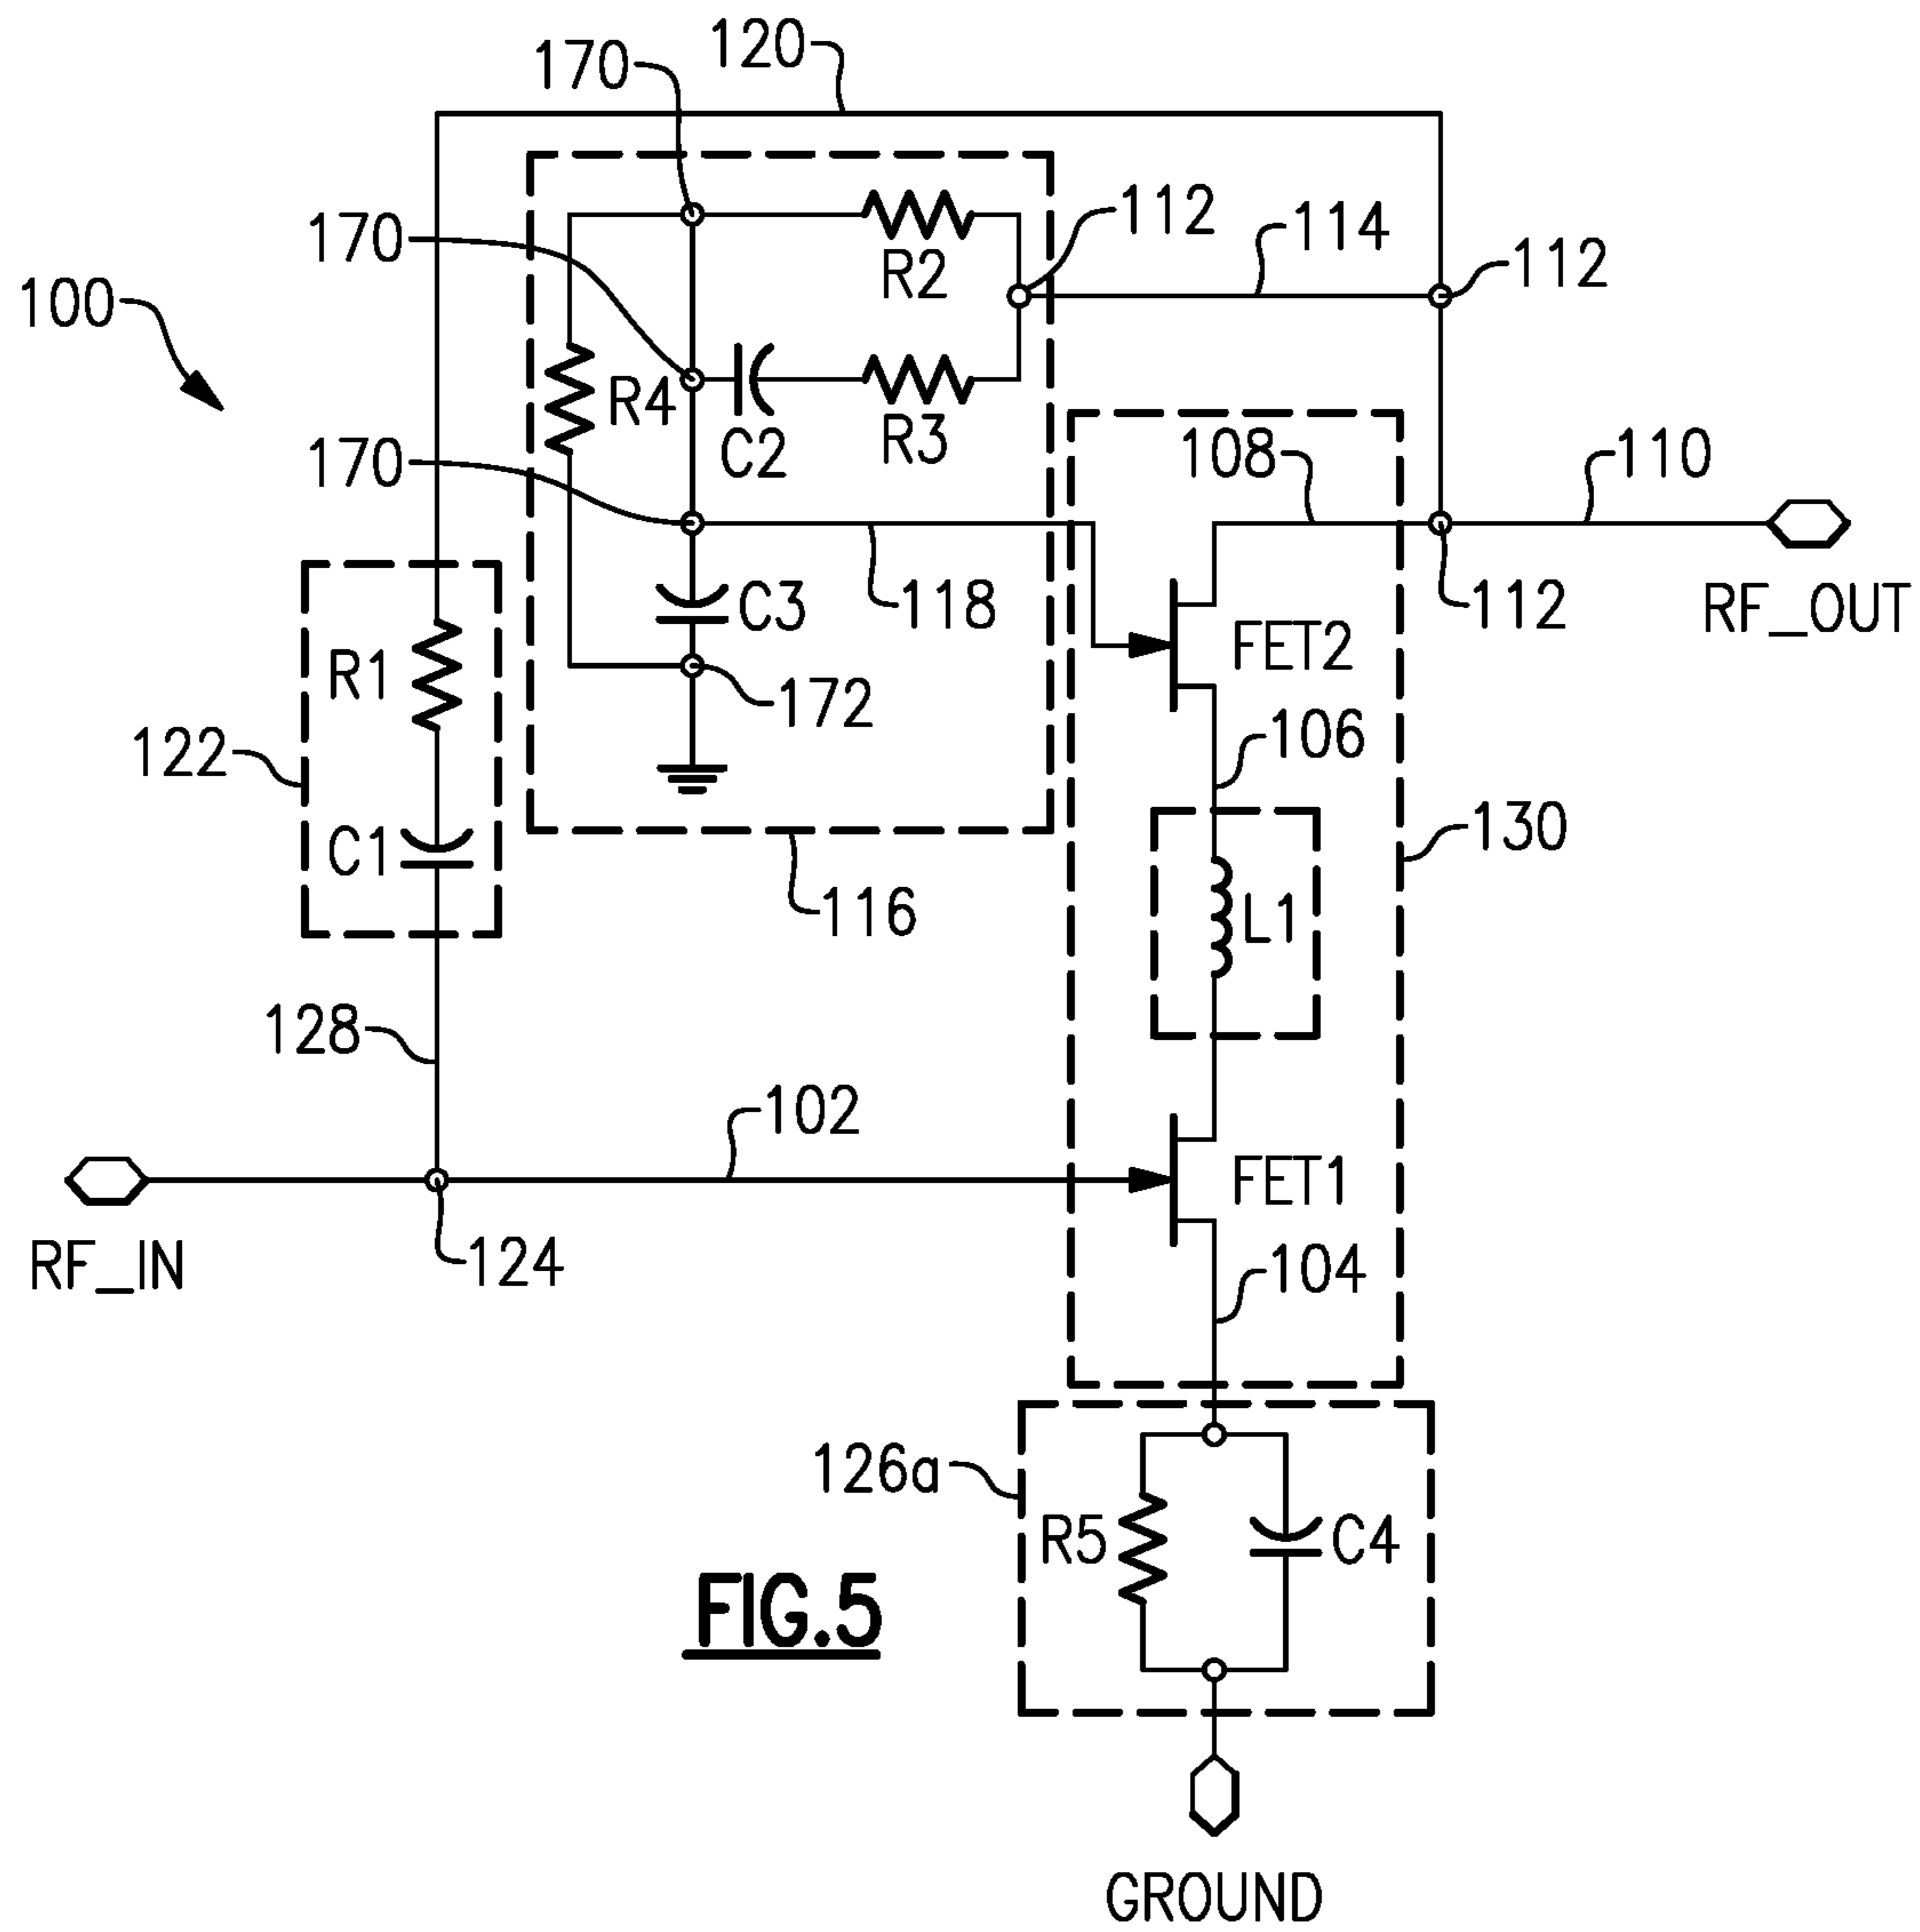 120
170
112
114
170
112
R2
100
R4
C2
R3
108
110
170
C3
118
112
RF_OUT
R1
FET2
172
106
122
C1
130
116
L1
128
102
FET1
RF_IN
124
104
126a
R5
C4
FIG.5
GROUND